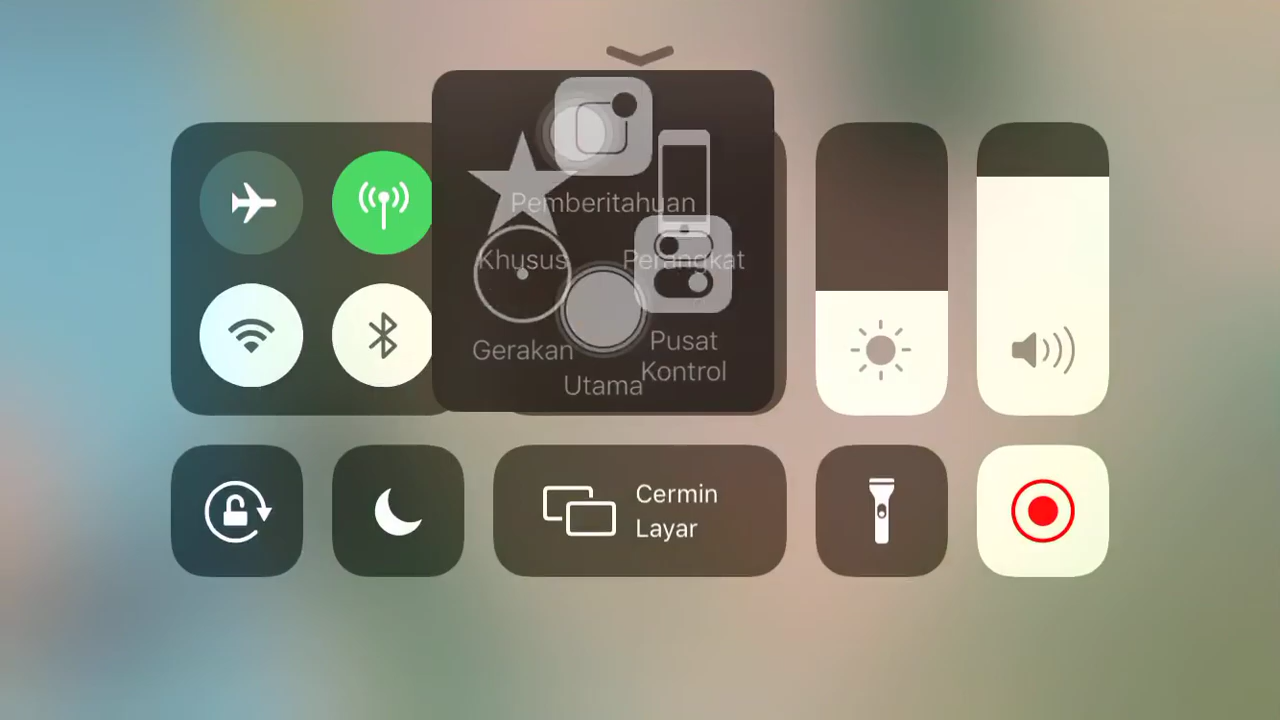 Pemberitahuan
Khusus
Perangkat
Gerakan
Pusat
Kontrol
Utama
Cermin
Layar